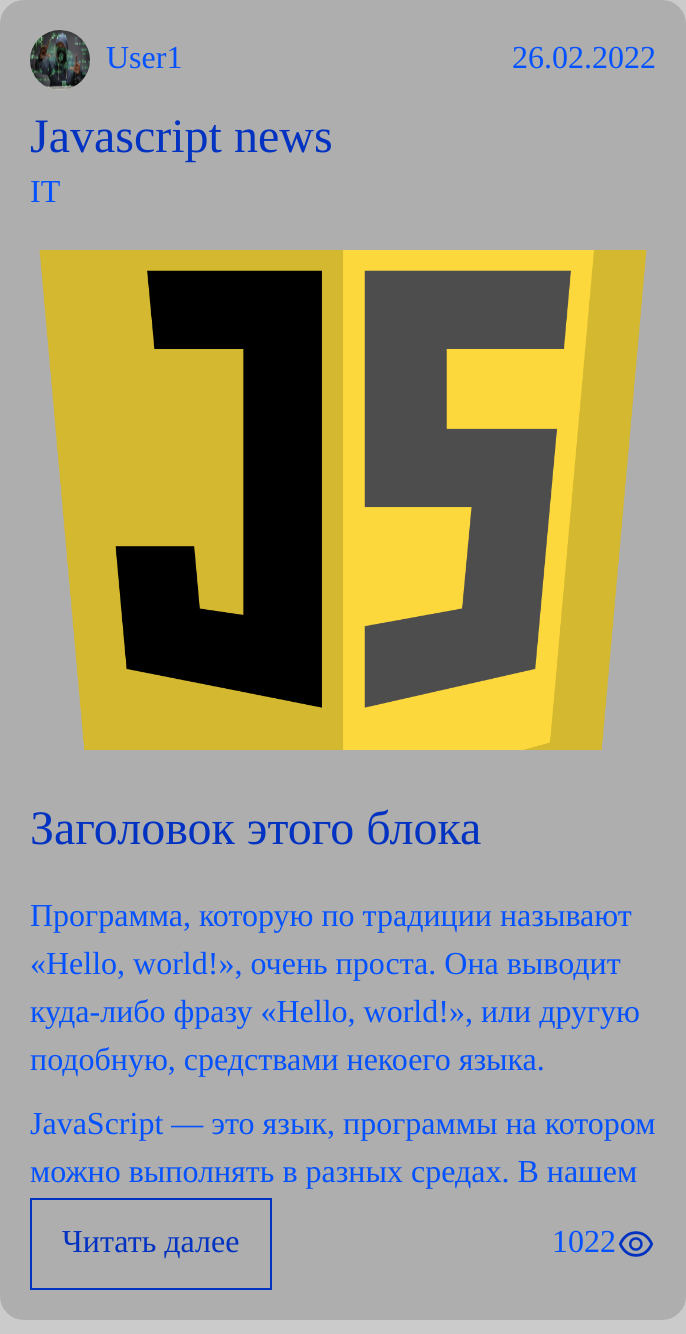 User1 26.02.2022
Javascript news
IT
JS
Заголовок этого блока
Программа, которую по традиции называют
«Hello, world!», очень проста. Она выводит
куда-либо фразу «Hello, world!», или другую
подобную, средствами некоего языка.
JavaScript — это язык, программы на котором
можно выполнять в разных средах. В нашем
Читать далее 1022